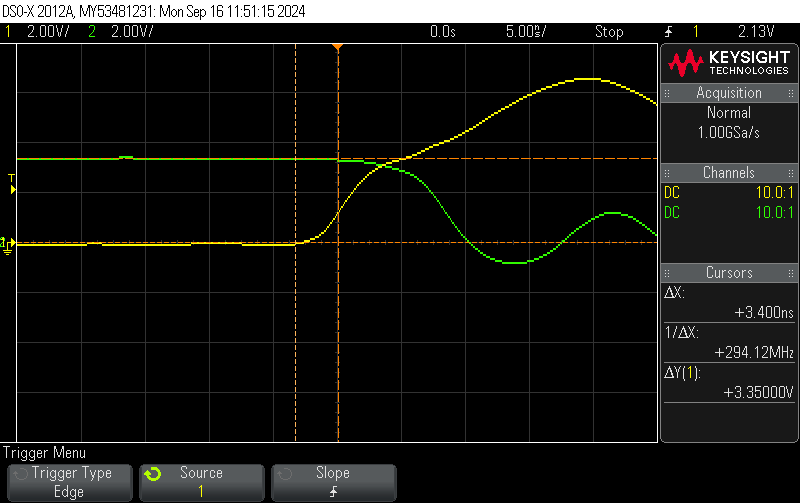 DSO-X 2012A, MY53481231: Mon Sep 16 11:51:15 2024
1 2.00V/ 2 2.00V/ 0.0s 5.00ns/ Stop 1 2.13V
KEYSIGHT
TECHNOLOGIES
Acquisition
Normal
1.00GSa/s
Channels
DC 10.0:1
DC 10.0:1
Cursors
ΔX:
+3.400ns
1/ΔX:
+294.12MHz
ΔY(1):
+3.35000V
T
2
Trigger Menu
Trigger Type
Edge
Source
1
Slope